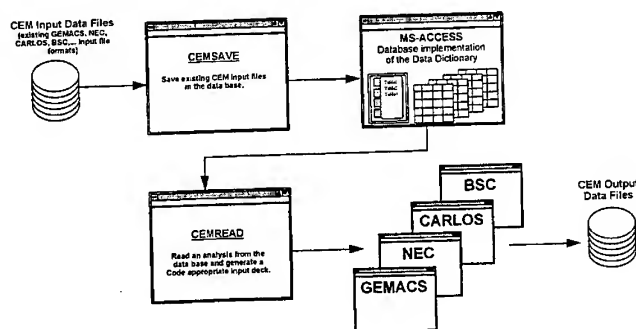 CEM Input Data Files
(existing GEMACS, NEC,
CARLOS, BSC,... input file
formats)
CEMSAVE
Save existing CEM input files
in the data base.
MS-ACCESS
Database implementation
of the Data Dictionary
CEMREAD
Read an analysis from the
data base and generate a
Code appropriate input deck.
BSC
CARLOS
NEC
GEMACS
CEM Output
Data Files